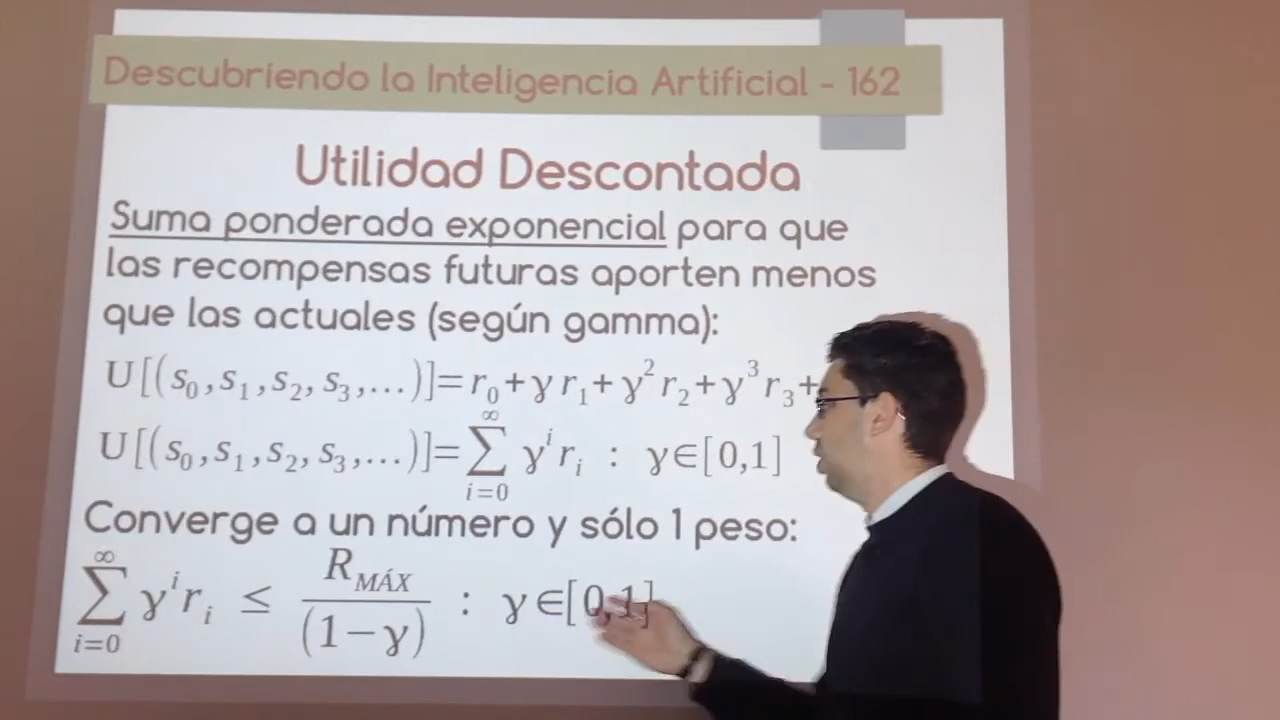 Descubriendo la Inteligencia Artificial - 162
Utilidad Descontada
Suma ponderada exponencial para que
las recompensas futuras aporten menos
que las actuales (según gamma):
U[(s₀,s₁,s₂,s₃,...)]=r₀+γr₁+γ²r₂+γ³r₃+
U[(s₀,s₁,s₂,s₃,...)]=∑_{i=0}^{∞} γⁱrᵢ : γ∈[0,1]
Converge a un número y sólo 1 peso:
∑_{i=0}^{∞} γⁱrᵢ ≤ R_{MÁX}/(1−γ) : γ∈[0,1]